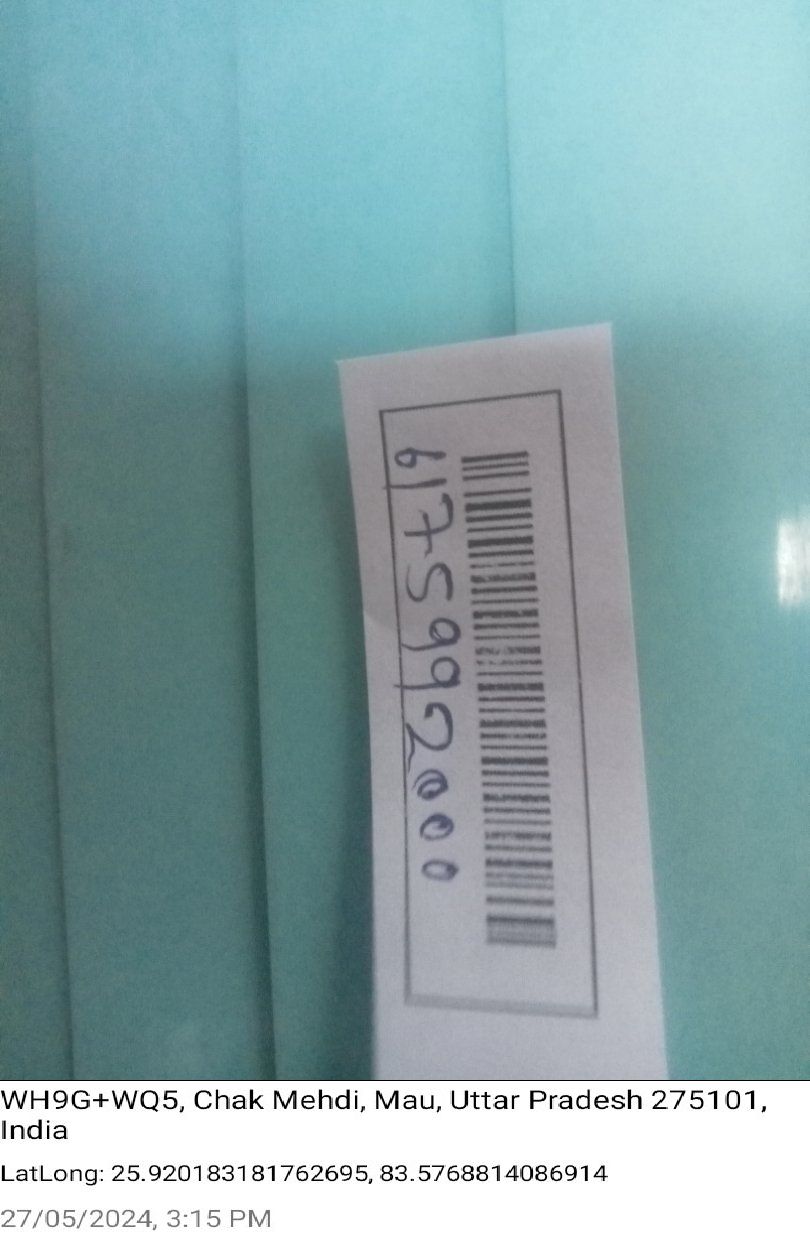 6175992000
WH9G+WQ5, Chak Mehdi, Mau, Uttar Pradesh 275101,
India
LatLong: 25.920183181762695, 83.5768814086914
27/05/2024, 3:15 PM